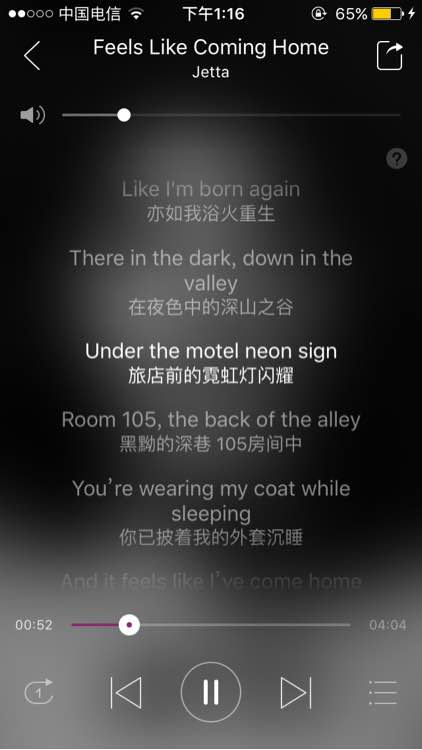 中国电信 下午1:16 65%
Feels Like Coming Home
Jetta
?
Like I'm born again
亦如我浴火重生
There in the dark, down in the
valley
在夜色中的深山之谷
Under the motel neon sign
旅店前的霓虹灯闪耀
Room 105, the back of the alley
黑黝的深巷 105房间中
You're wearing my coat while
sleeping
你已披着我的外套沉睡
And it feels like I've come home
00:52 04:04
1